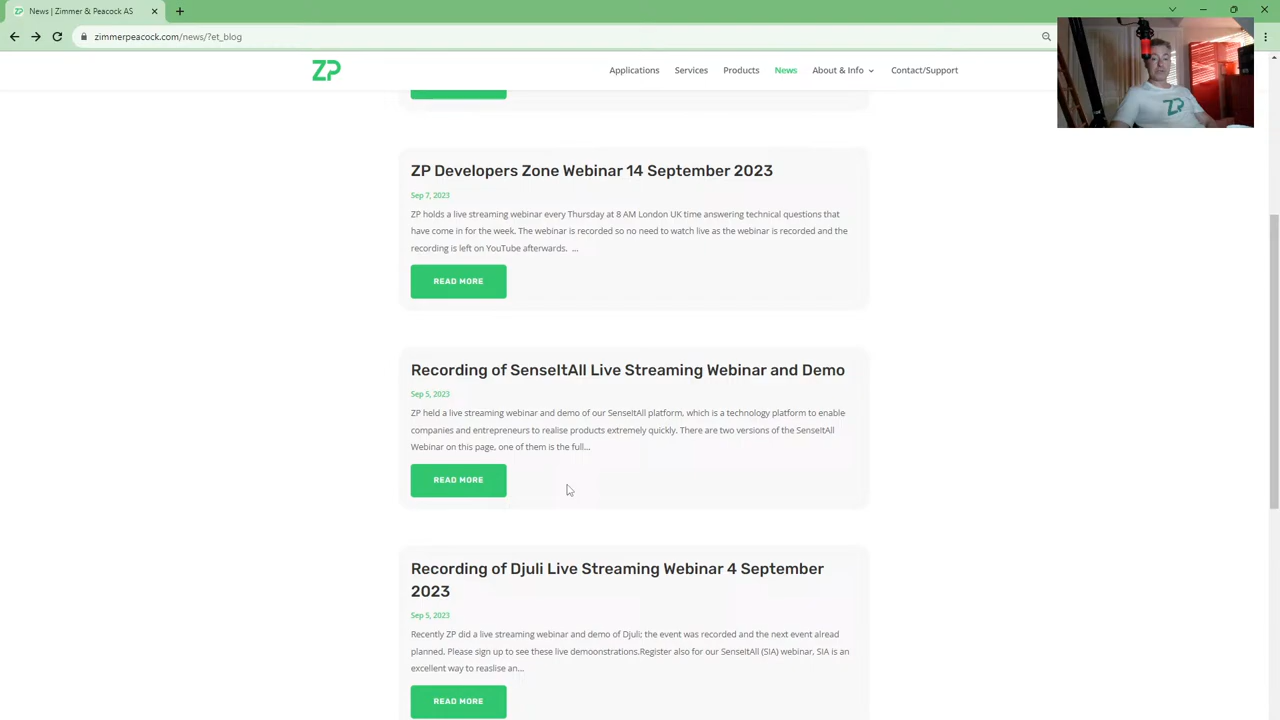 News | Zimmer & Peacock AS
zimmerpeacock.com/news/?et_blog
ZP
Applications
Services
Products
News
About & Info
Contact/Support
ZP Developers Zone Webinar 14 September 2023
Sep 7, 2023
ZP holds a live streaming webinar every Thursday at 8 AM London UK time answering technical questions that
have come in for the week. The webinar is recorded so no need to watch live as the webinar is recorded and the
recording is left on YouTube afterwards. ...
READ MORE
Recording of SenseItAll Live Streaming Webinar and Demo
Sep 5, 2023
ZP held a live streaming webinar and demo of our SenseItAll platform, which is a technology platform to enable
companies and entrepreneurs to realise products extremely quickly. There are two versions of the SenseItAll
Webinar on this page, one of them is the full...
READ MORE
Recording of Djuli Live Streaming Webinar 4 September
2023
Sep 5, 2023
Recently ZP did a live streaming webinar and demo of Djuli; the event was recorded and the next event alread
planned. Please sign up to see these live demoonstrations.Register also for our SenseItAll (SIA) webinar, SIA is an
excellent way to reaslise an...
READ MORE
ZP